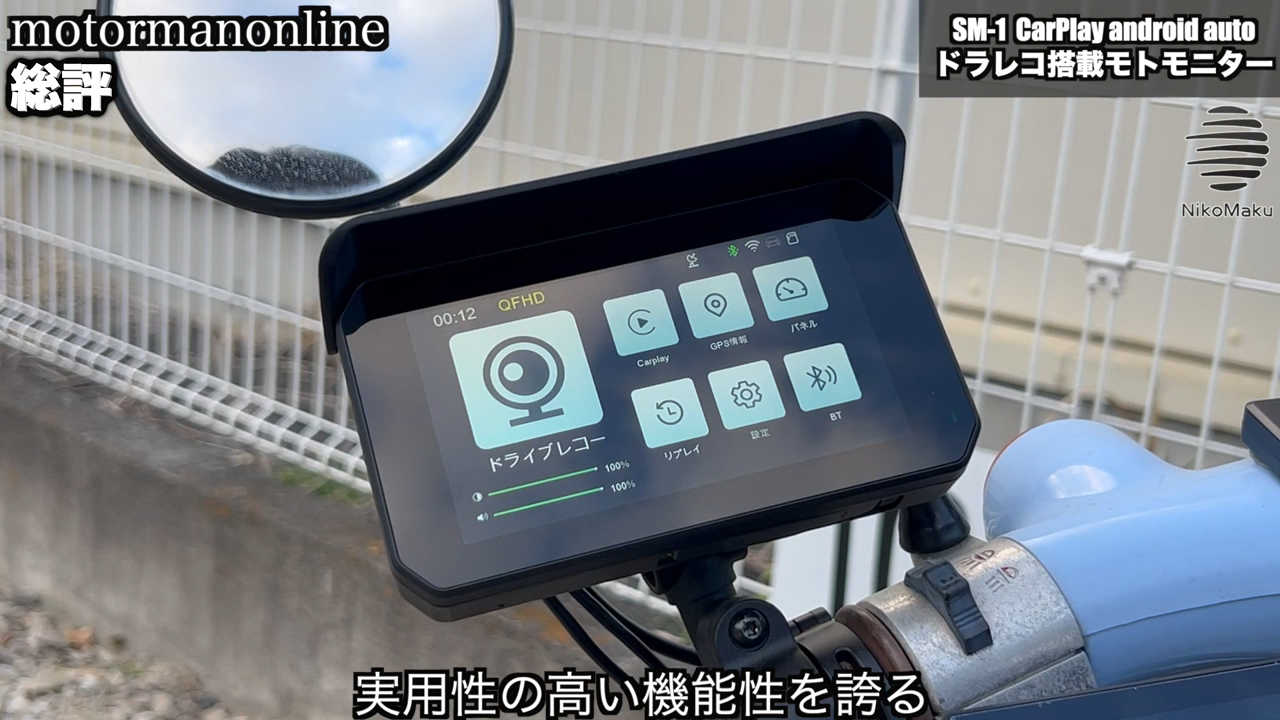 motormanonline
総評
SM-1 CarPlay android auto
ドラレコ搭載モトモニター
NikoMaku
00:12 QFHD
ドライブレコー
Carplay
GPS情報
パネル
リプレイ
設定
BT
100%
100%
実用性の高い機能性を誇る